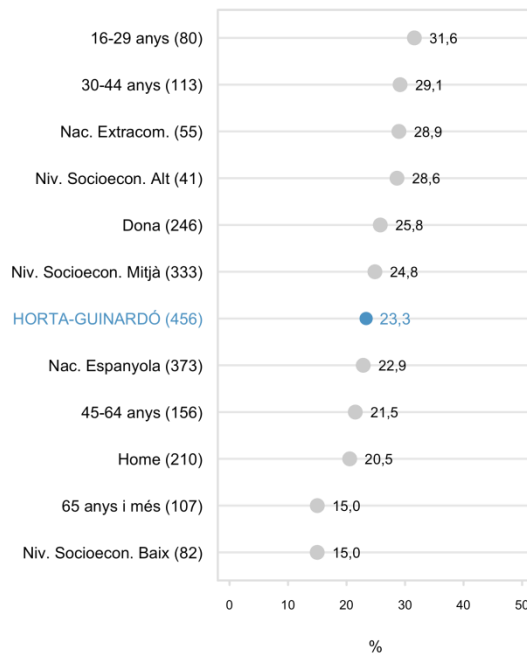 16-29 anys (80) 31,6
30-44 anys (113) 29,1
Nac. Extracom. (55) 28,9
Niv. Socioecon. Alt (41) 28,6
Dona (246) 25,8
Niv. Socioecon. Mitjà (333) 24,8
HORTA-GUINARDÓ (456) 23,3
Nac. Espanyola (373) 22,9
45-64 anys (156) 21,5
Home (210) 20,5
65 anys i més (107) 15,0
Niv. Socioecon. Baix (82) 15,0
0 10 20 30 40 50
%